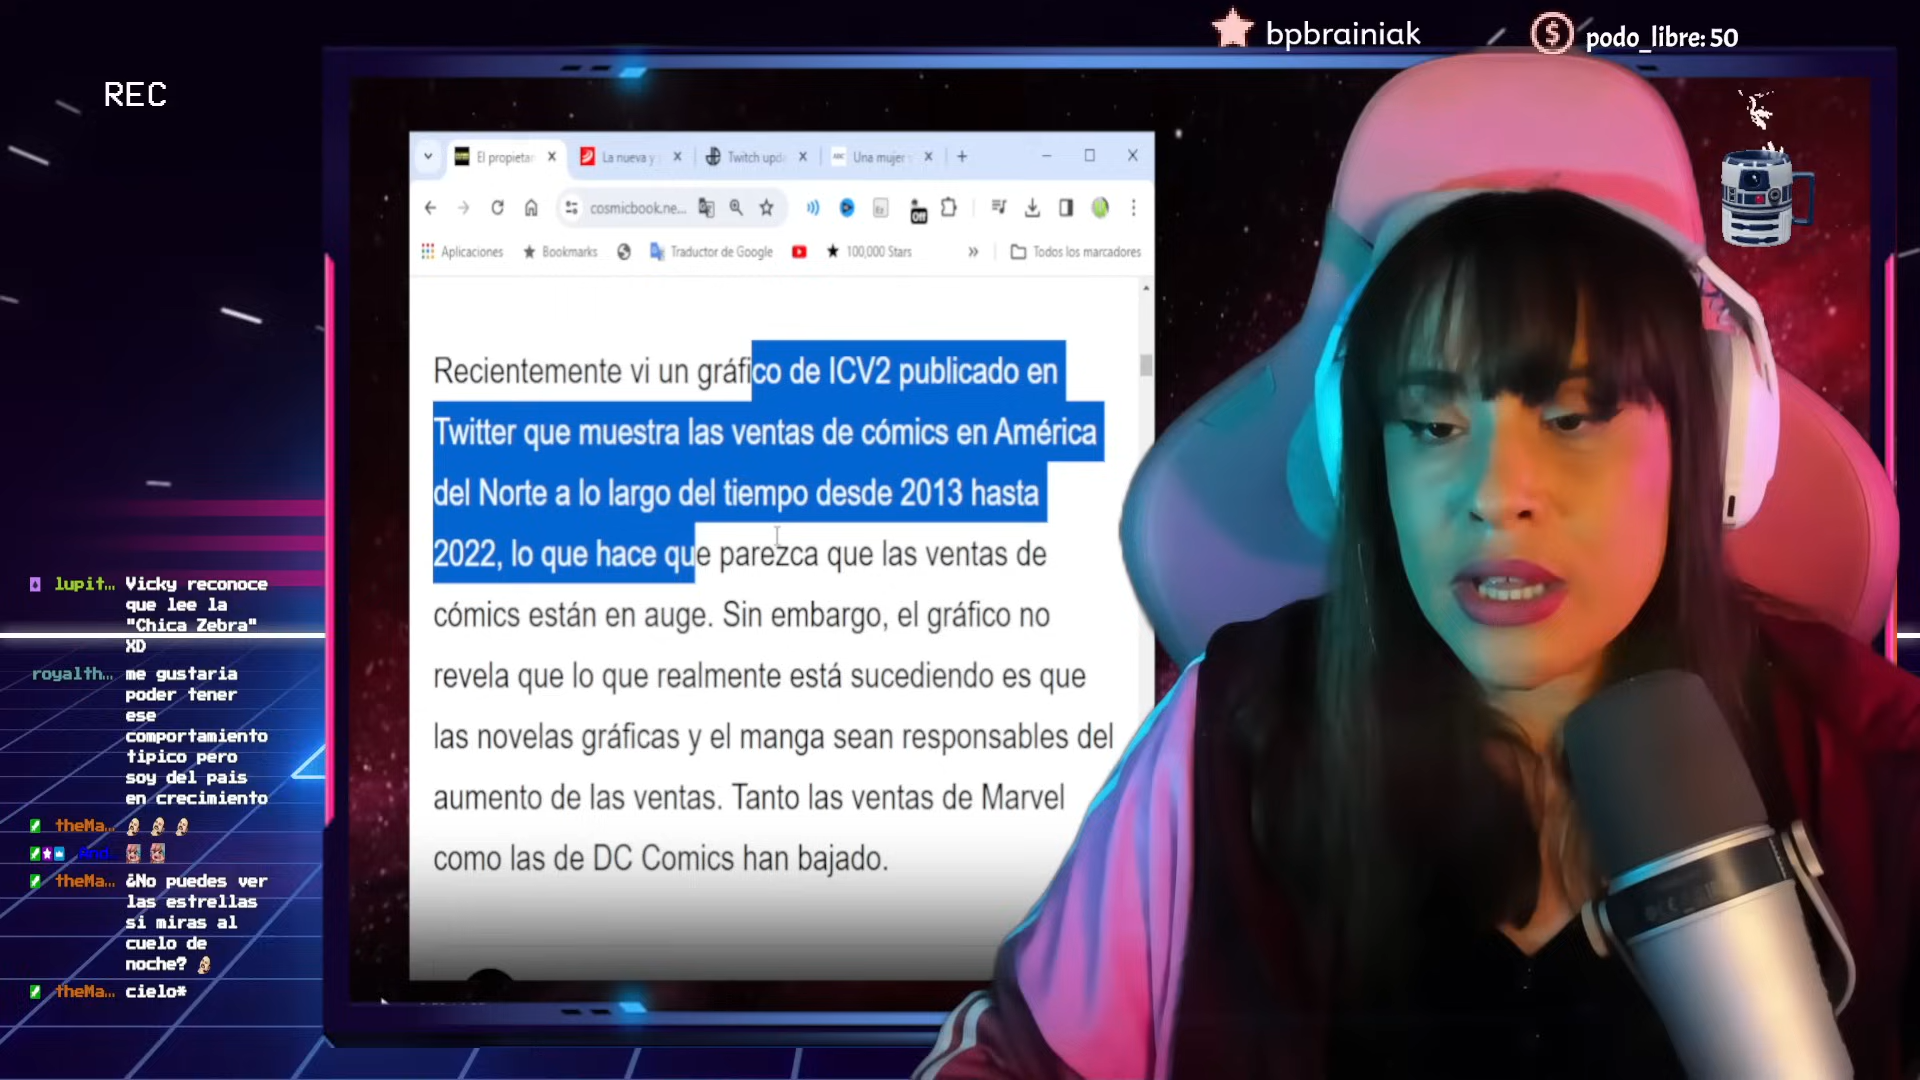 bpbrainiak
podo_libre: 50
REC
El propieta
La nueva y
Twitch upd
Una mujer
cosmicbook.ne...
Off
Aplicaciones
Bookmarks
Traductor de Google
100,000 Stars
Todos los marcadores
Recientemente vi un gráfico de ICV2 publicado en
Twitter que muestra las ventas de cómics en América
del Norte a lo largo del tiempo desde 2013 hasta
2022, lo que hace que parezca que las ventas de
cómics están en auge. Sin embargo, el gráfico no
revela que lo que realmente está sucediendo es que
las novelas gráficas y el manga sean responsables del
aumento de las ventas. Tanto las ventas de Marvel
como las de DC Comics han bajado.
lupit... Vicky reconoce
que lee la
"Chica Zebra"
XD
royalth... me gustaria
poder tener
ese
comportamiento
tipico pero
soy del pais
en crecimiento
theMa...
And...
theMa... ¿No puedes ver
las estrellas
si miras al
cuelo de
noche?
theMa... cielo*